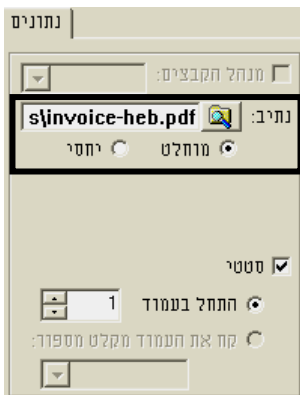 נתונים
מנהל הקבצים:
נתיב: s\invoice-heb.pdf
מוחלט יחסי
סטטי
התחל בעמוד 1
קח את העמוד מקלט מספור: